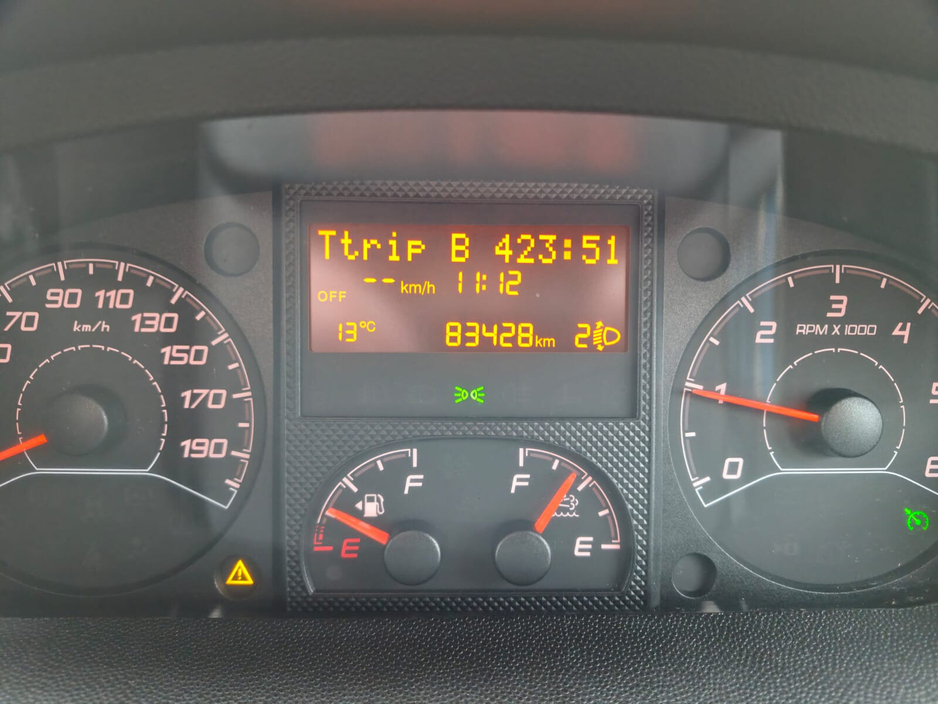 Ttrip B 423:51
-- km/h 11:12
OFF
13°C 83428km 2
70 90 110 130 150 170 190
km/h
0 1 2 3 4
RPM X 1000
F E
F E